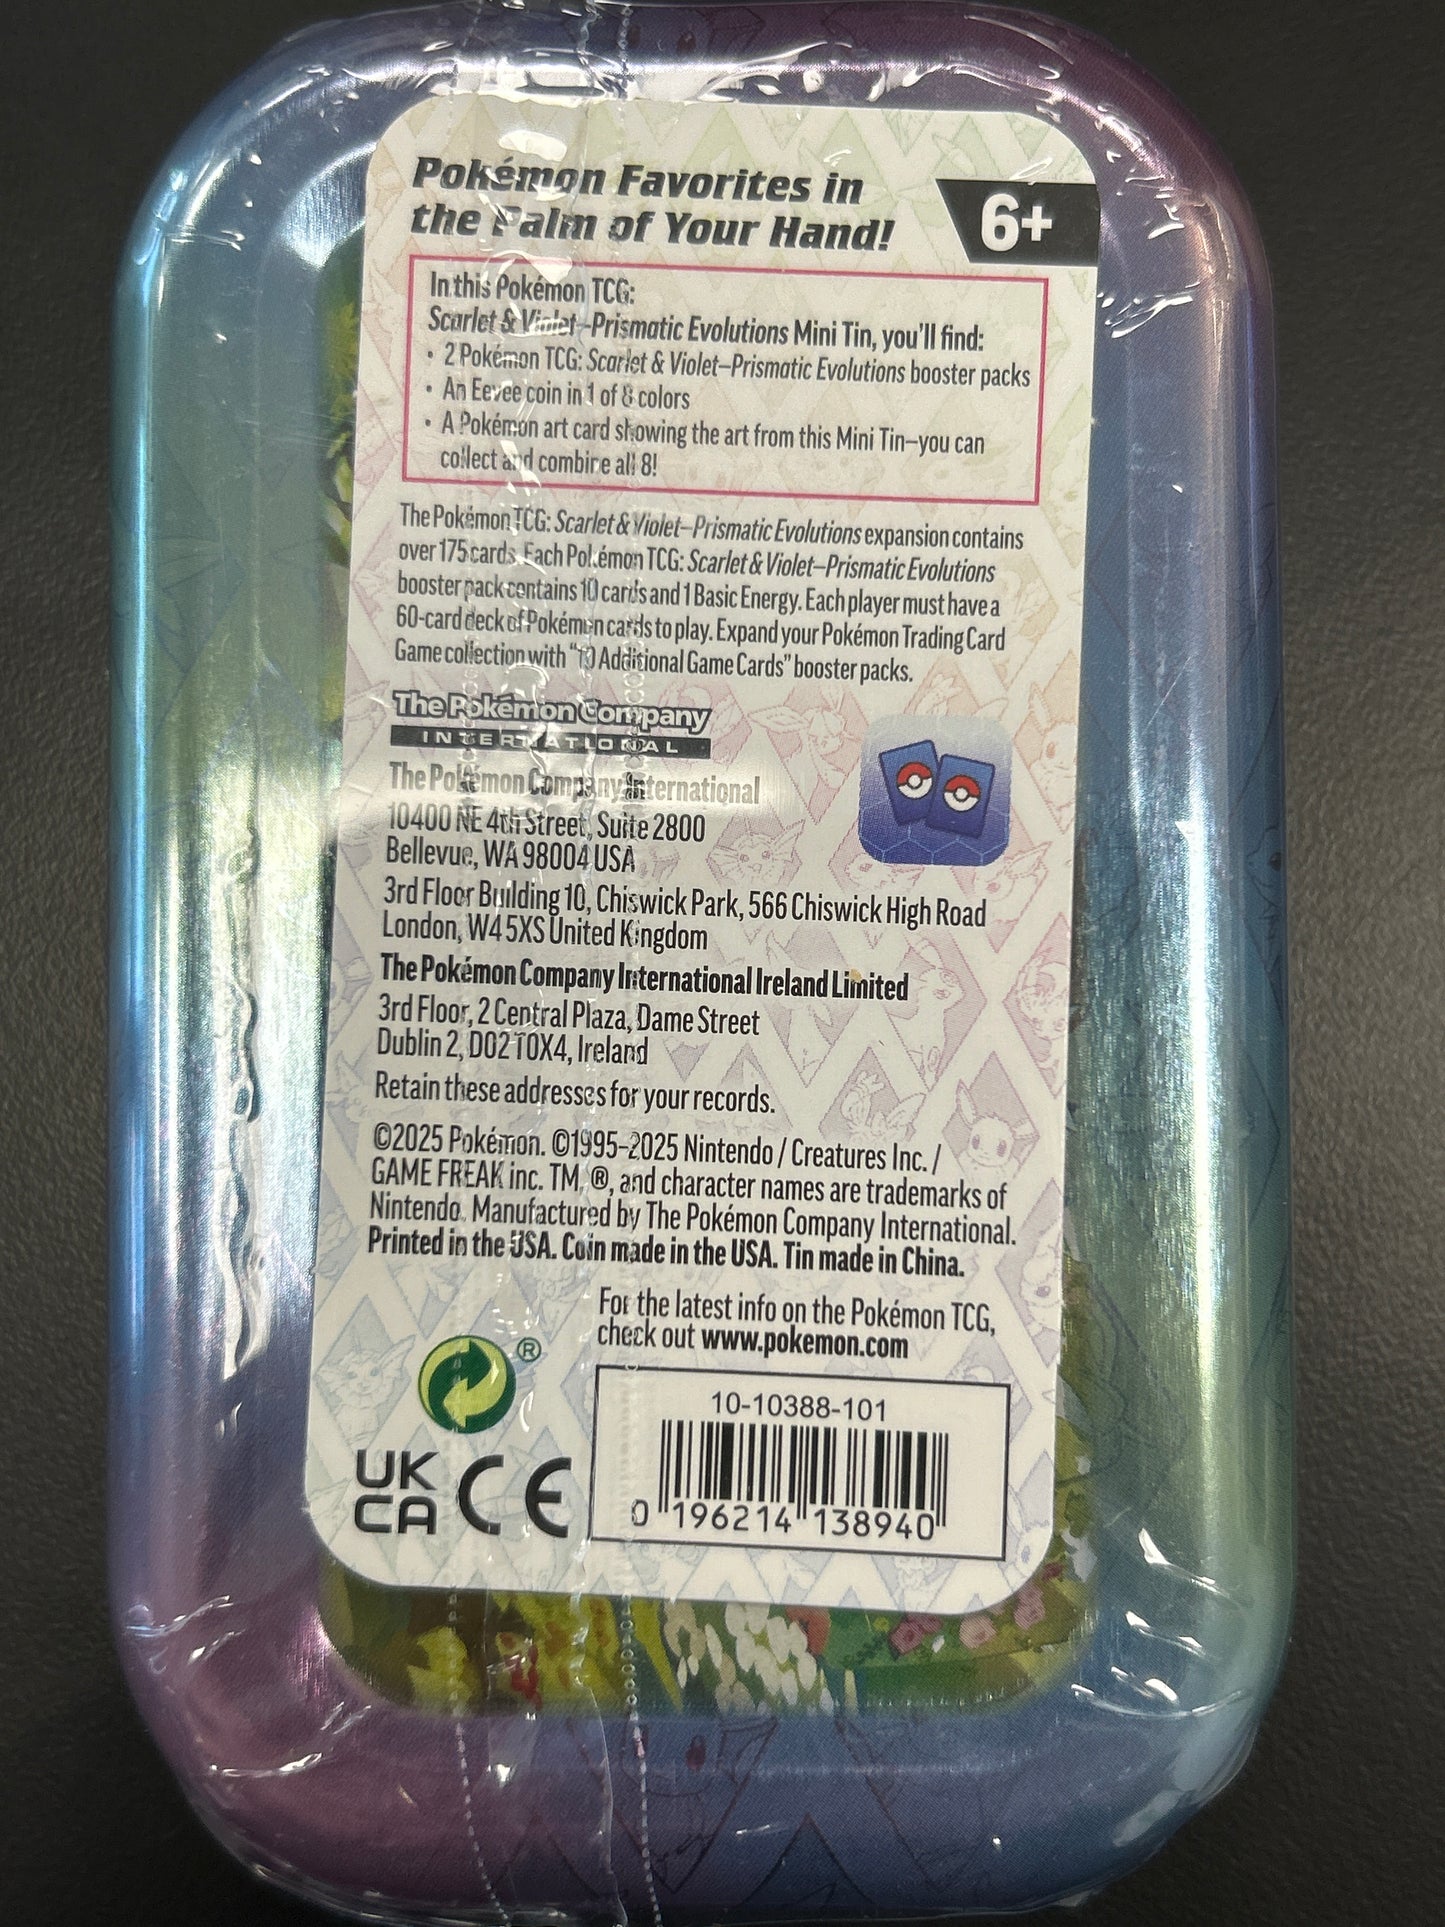 Pokémon Favorites in
the Palm of Your Hand!
6+
In this Pokémon TCG:
Scarlet & Violet–Prismatic Evolutions Mini Tin, you'll find:
• 2 Pokémon TCG: Scarlet & Violet–Prismatic Evolutions booster packs
• An Eevee coin in 1 of 8 colors
• A Pokémon art card showing the art from this Mini Tin—you can
collect and combine all 8!
The Pokémon TCG: Scarlet & Violet–Prismatic Evolutions expansion contains
over 175 cards. Each Pokémon TCG: Scarlet & Violet–Prismatic Evolutions
booster pack contains 10 cards and 1 Basic Energy. Each player must have a
60-card deck of Pokémon cards to play. Expand your Pokémon Trading Card
Game collection with “10 Additional Game Cards” booster packs.
The Pokémon Company
INTERNATIONAL
The Pokémon Company International
10400 NE 4th Street, Suite 2800
Bellevue, WA 98004 USA
3rd Floor Building 10, Chiswick Park, 566 Chiswick High Road
London, W4 5XS United Kingdom
The Pokémon Company International Ireland Limited
3rd Floor, 2 Central Plaza, Dame Street
Dublin 2, D02 T0X4, Ireland
Retain these addresses for your records.
©2025 Pokémon. ©1995–2025 Nintendo / Creatures Inc. /
GAME FREAK inc. TM, ®, and character names are trademarks of
Nintendo. Manufactured by The Pokémon Company International.
Printed in the USA. Coin made in the USA. Tin made in China.
For the latest info on the Pokémon TCG,
check out www.pokemon.com
®
UK
CA
CE
10-10388-101
0 196214 138940